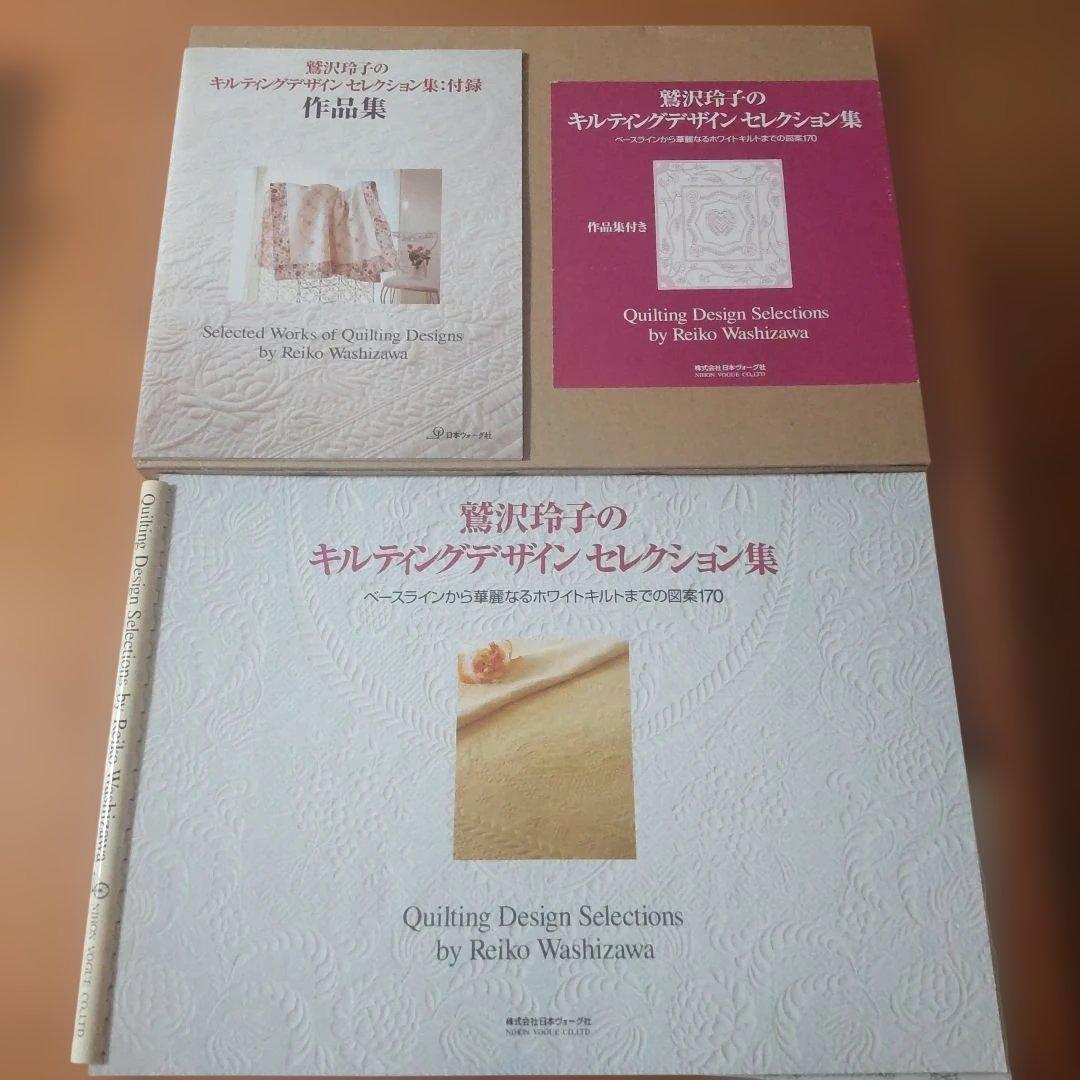 鷲沢玲子の
キルティングデザイン セレクション集:付録
作品集
Selected Works of Quilting Designs
by Reiko Washizawa
日本ヴォーグ社
鷲沢玲子の
キルティングデザイン セレクション集
ベースラインから華麗なるホワイトキルトまでの図案170
作品集付き
Quilting Design Selections
by Reiko Washizawa
株式会社日本ヴォーグ社
NIHON VOGUE CO.,LTD
Quilting Design Selections by Reiko Washizawa
NIHON VOGUE CO.,LTD
鷲沢玲子の
キルティングデザイン セレクション集
ベースラインから華麗なるホワイトキルトまでの図案170
Quilting Design Selections
by Reiko Washizawa
株式会社日本ヴォーグ社
NIHON VOGUE CO.,LTD